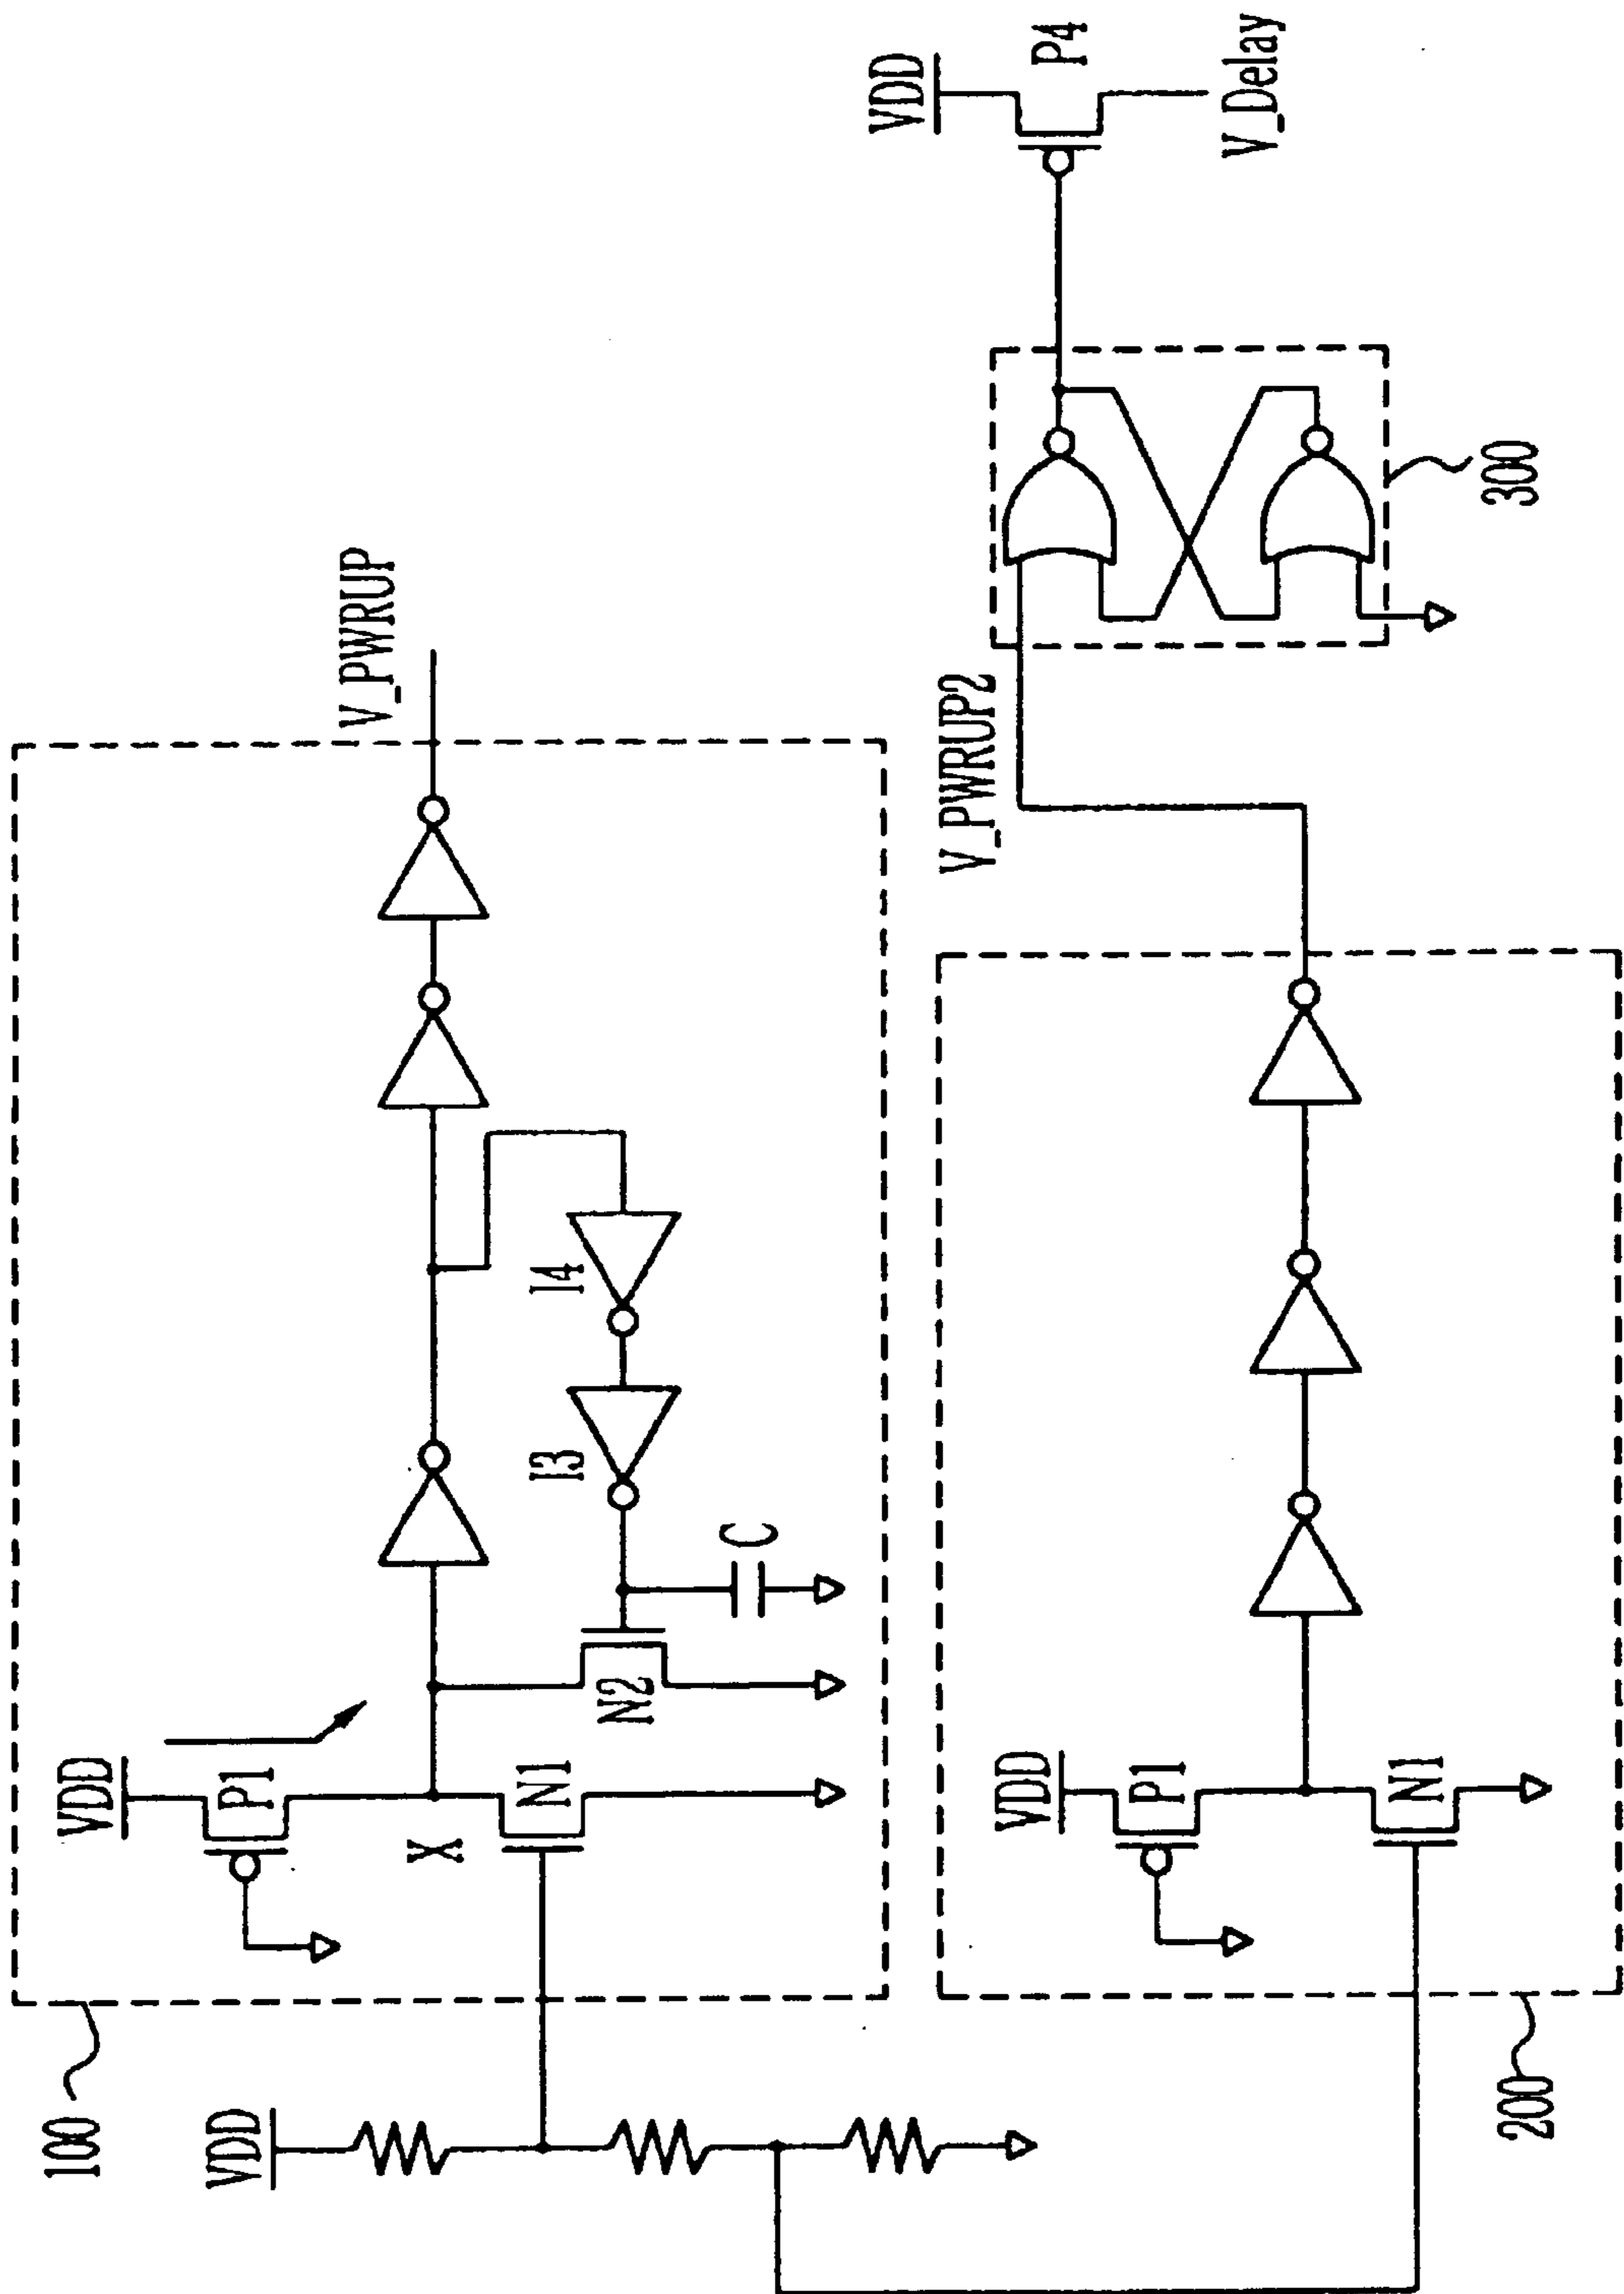 100
VDD
P1
X
N1
N2
I3
I4
C
V_PWRUP
VDD
200
VDD
P1
N1
V_PWRUP2
300
VDD
P4
V_Delay